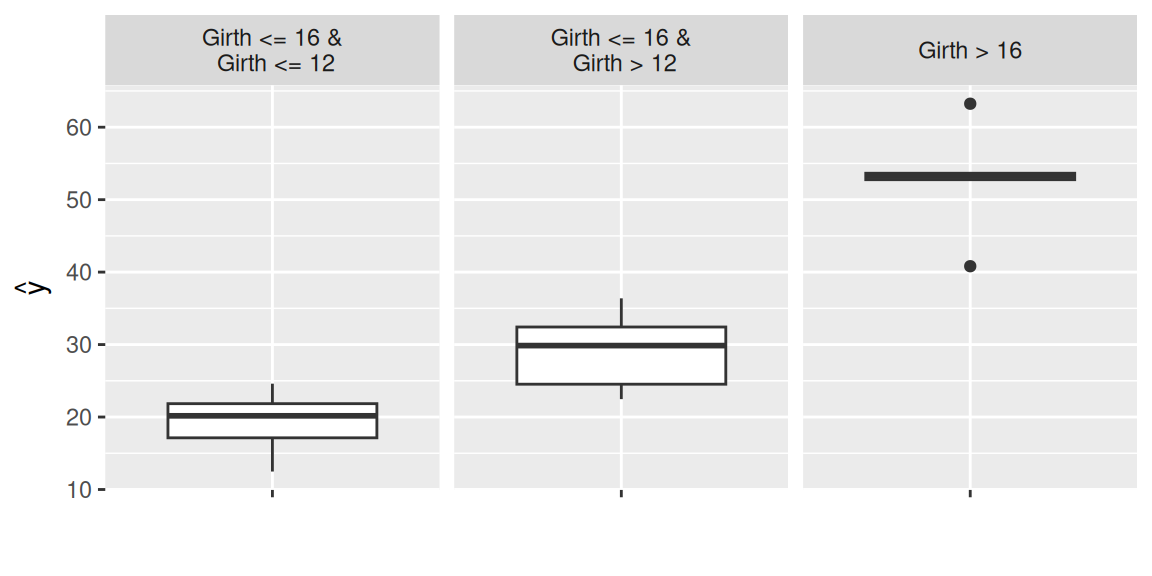 Girth <= 16 &
Girth <= 12
Girth <= 16 &
Girth > 12
Girth > 16
60
50
40
30
20
10
ŷ